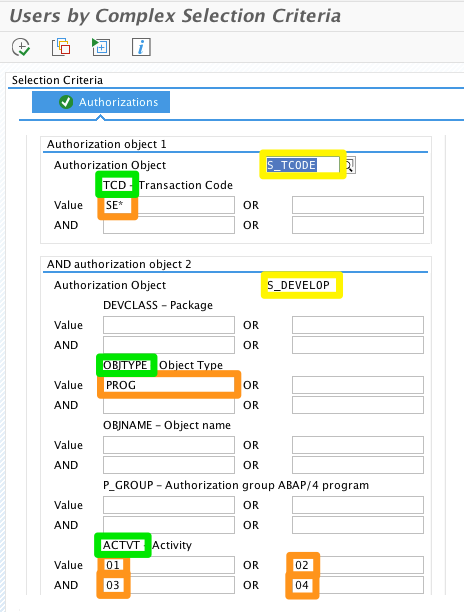 Users by Complex Selection Criteria
Selection Criteria
Authorizations
Authorization object 1
Authorization Object S_TCODE
TCD - Transaction Code
Value SE* OR
AND OR
AND authorization object 2
Authorization Object S_DEVELOP
DEVCLASS - Package
Value OR
AND OR
OBJTYPE - Object Type
Value PROG OR
AND OR
OBJNAME - Object name
Value OR
AND OR
P_GROUP - Authorization group ABAP/4 program
Value OR
AND OR
ACTVT - Activity
Value 01 OR 02
AND 03 OR 04